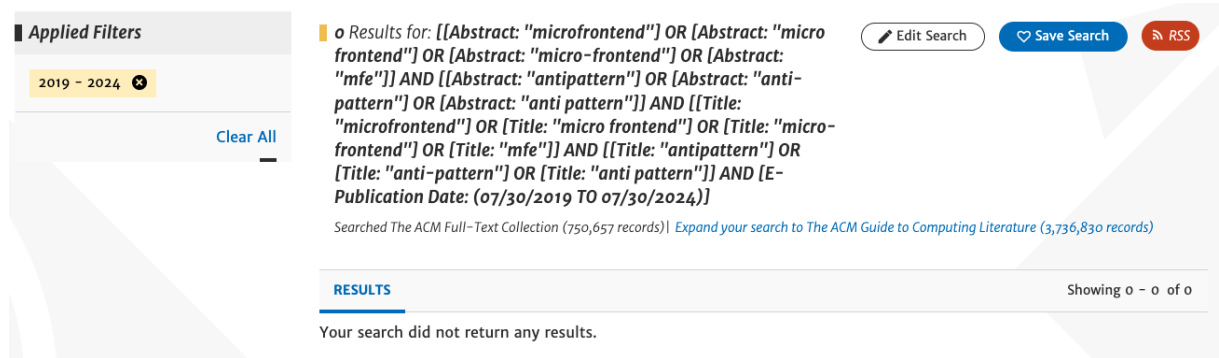 Applied Filters
2019 - 2024
Clear All
0 Results for: [[Abstract: "microfrontend"] OR [Abstract: "micro
frontend"] OR [Abstract: "micro-frontend"] OR [Abstract:
"mfe"]] AND [[Abstract: "antipattern"] OR [Abstract: "anti-
pattern"] OR [Abstract: "anti pattern"]] AND [[Title:
"microfrontend"] OR [Title: "micro frontend"] OR [Title: "micro-
frontend"] OR [Title: "mfe"]] AND [[Title: "antipattern"] OR
[Title: "anti-pattern"] OR [Title: "anti pattern"]] AND [E-
Publication Date: (07/30/2019 TO 07/30/2024)]
Edit Search
Save Search
RSS
Searched The ACM Full-Text Collection (750,657 records)| Expand your search to The ACM Guide to Computing Literature (3,736,830 records)
RESULTS
Showing 0 - 0 of 0
Your search did not return any results.